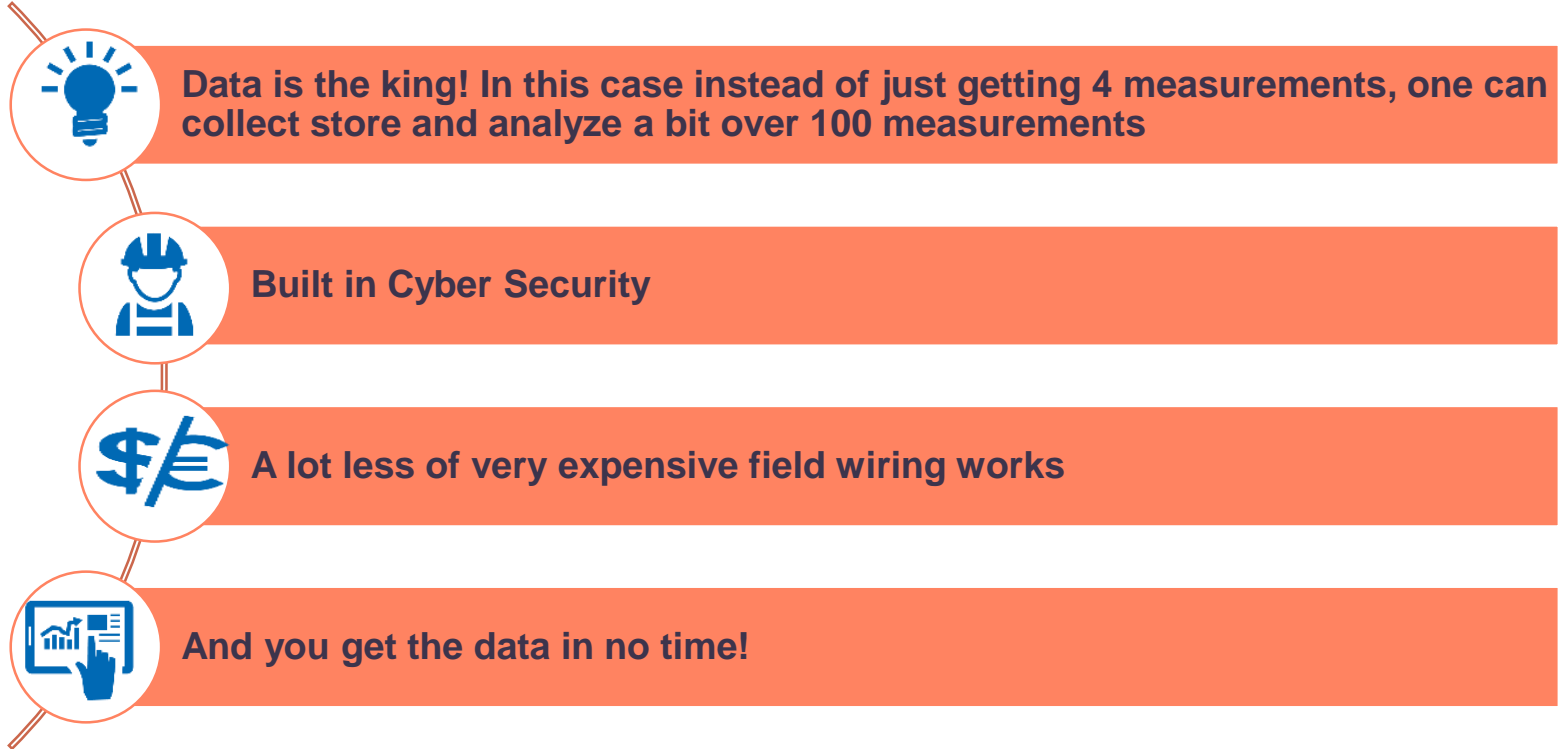 Data is the king! In this case instead of just getting 4 measurements, one can
collect store and analyze a bit over 100 measurements
Built in Cyber Security
$/€
A lot less of very expensive field wiring works
And you get the data in no time!